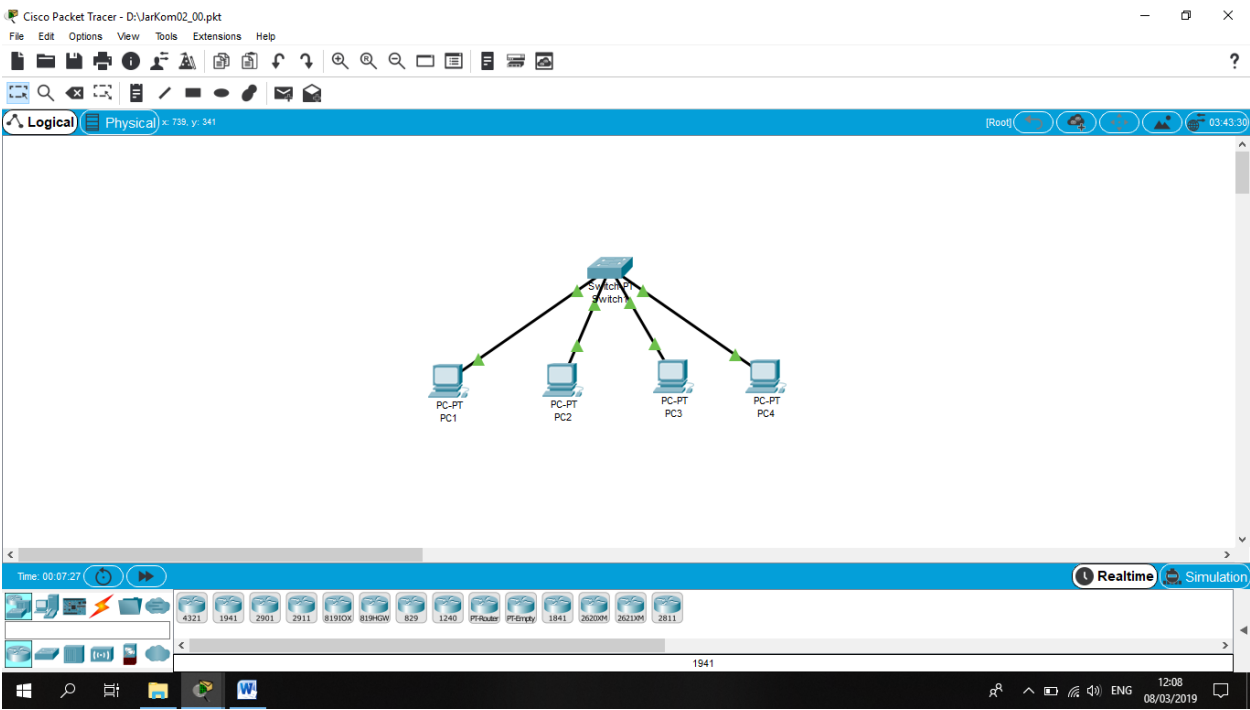 Cisco Packet Tracer - D:\JarKom02_00.pkt
File Edit Options View Tools Extensions Help
Logical Physical x: 739, y: 341 [Root] 03:43:30
Switch-PT
Switch1
PC-PT PC-PT PC-PT PC-PT
PC1 PC2 PC3 PC4
Time: 00:07:27 Realtime Simulation
4321 1941 2901 2911 819IOX 819HGW 829 1240 PT-Router PT-Empty 1841 2620XM 2621XM 2811
1941
12:08
ENG
08/03/2019